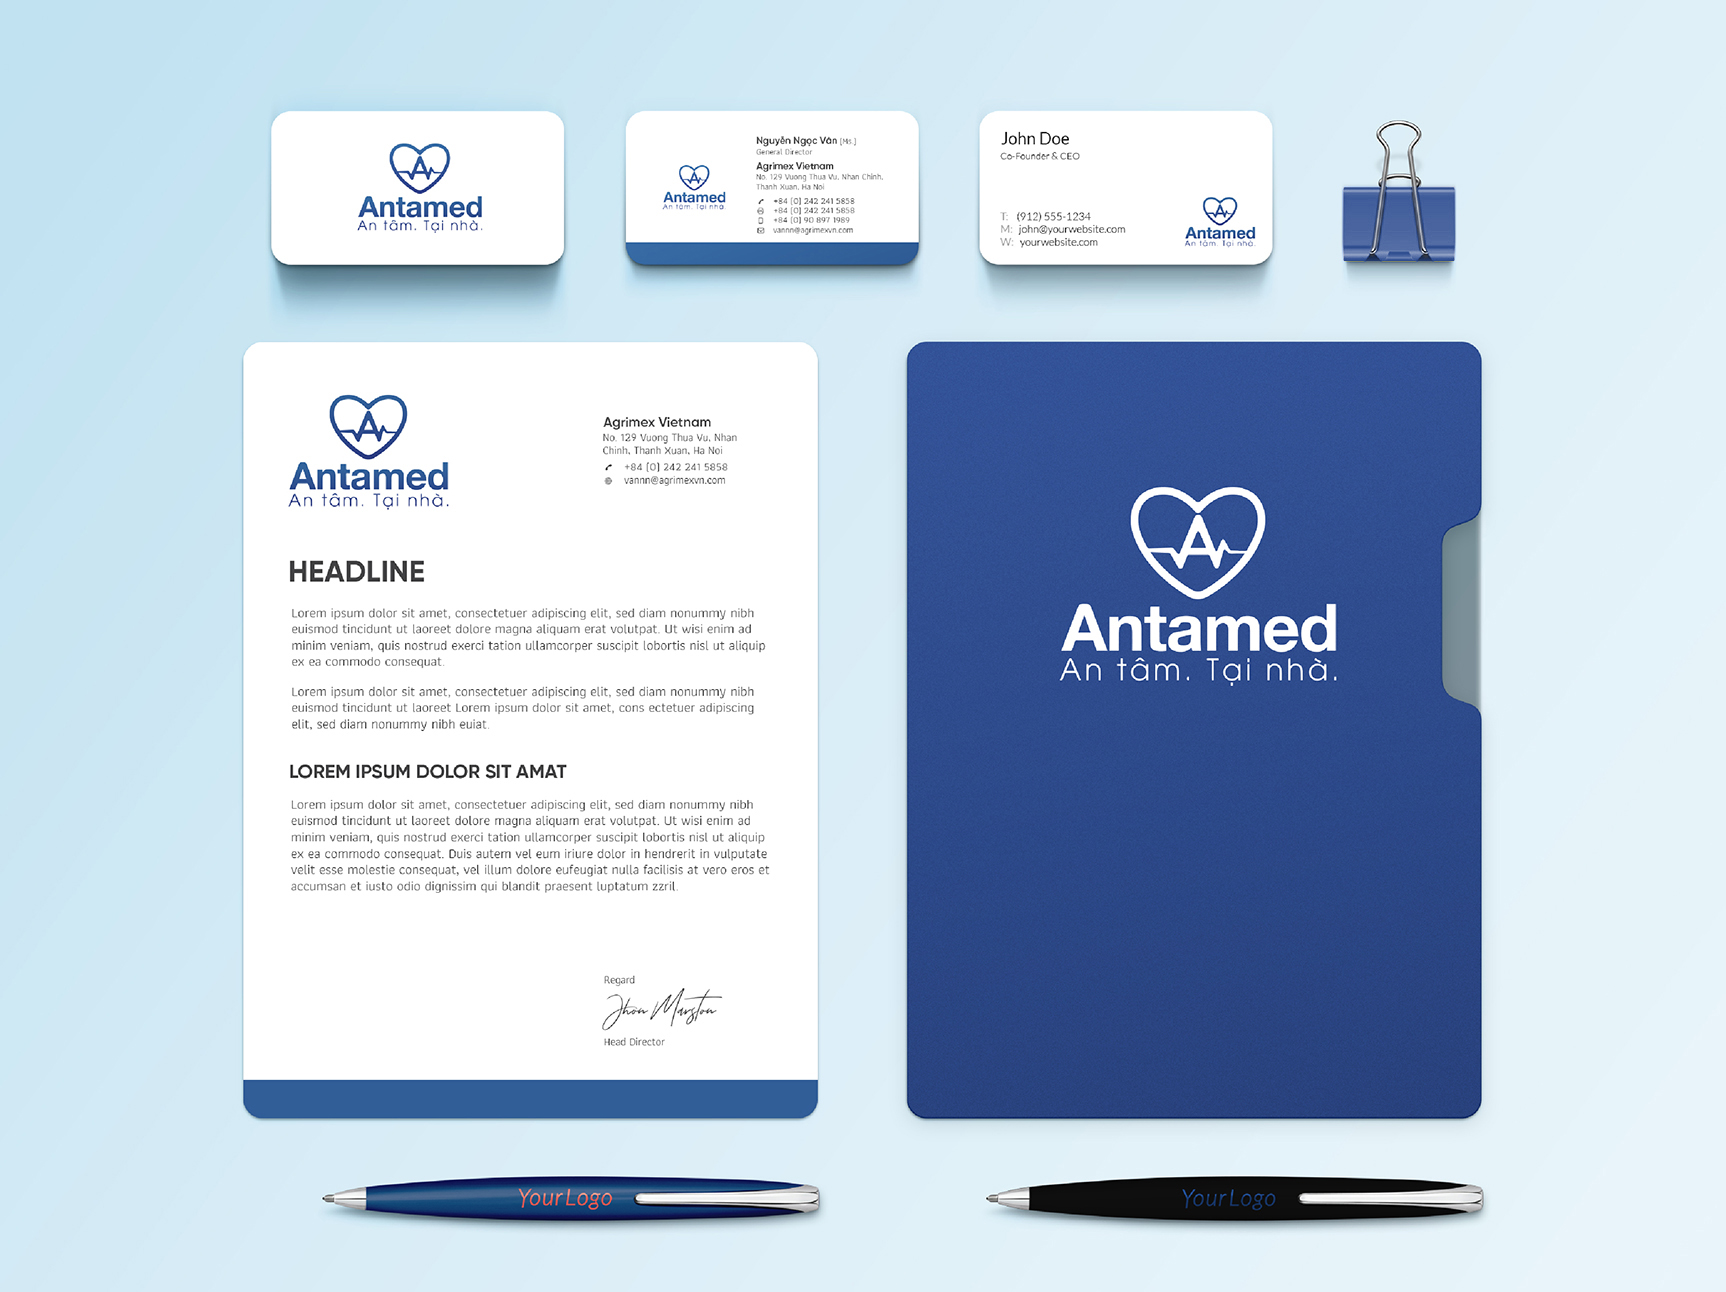 Antamed
An tâm. Tại nhà.
Antamed
An tâm. Tại nhà.
Nguyễn Ngọc Vân [Ms.]
General Director
Agrimex Vietnam
No. 129 Vuong Thua Vu, Nhan Chinh,
Thanh Xuan, Ha Noi
+84 [0] 242 241 5858
+84 [0] 242 241 5858
+84 [0] 90 897 1989
vannn@agrimexvn.com
John Doe
Co-Founder & CEO
T: (912) 555-1234
M: john@yourwebsite.com
W: yourwebsite.com
Antamed
An tâm. Tại nhà.
A
Antamed
An tâm. Tại nhà.
Agrimex Vietnam
No. 129 Vuong Thua Vu, Nhan
Chinh, Thanh Xuan, Ha Noi
+84 [0] 242 241 5858
vannn@agrimexvn.com
HEADLINE
Lorem ipsum dolor sit amet, consectetuer adipiscing elit, sed diam nonummy nibh
euismod tincidunt ut laoreet dolore magna aliquam erat volutpat. Ut wisi enim ad
minim veniam, quis nostrud exerci tation ullamcorper suscipit lobortis nisl ut aliquip
ex ea commodo consequat.
Lorem ipsum dolor sit amet, consectetuer adipiscing elit, sed diam nonummy nibh
euismod tincidunt ut laoreet Lorem ipsum dolor sit amet, cons ectetuer adipiscing
elit, sed diam nonummy nibh euiat.
LOREM IPSUM DOLOR SIT AMAT
Lorem ipsum dolor sit amet, consectetuer adipiscing elit, sed diam nonummy nibh
euismod tincidunt ut laoreet dolore magna aliquam erat volutpat. Ut wisi enim ad
minim veniam, quis nostrud exerci tation ullamcorper suscipit lobortis nisl ut aliquip
ex ea commodo consequat. Duis autem vel eum iriure dolor in hendrerit in vulputate
velit esse molestie consequat, vel illum dolore eufeugiat nulla facilisis at vero eros et
accumsan et iusto odio dignissim qui blandit praesent luptatum zzril.
Regard
Jhon Marston
Head Director
A
Antamed
An tâm. Tại nhà.
YourLogo
YourLogo